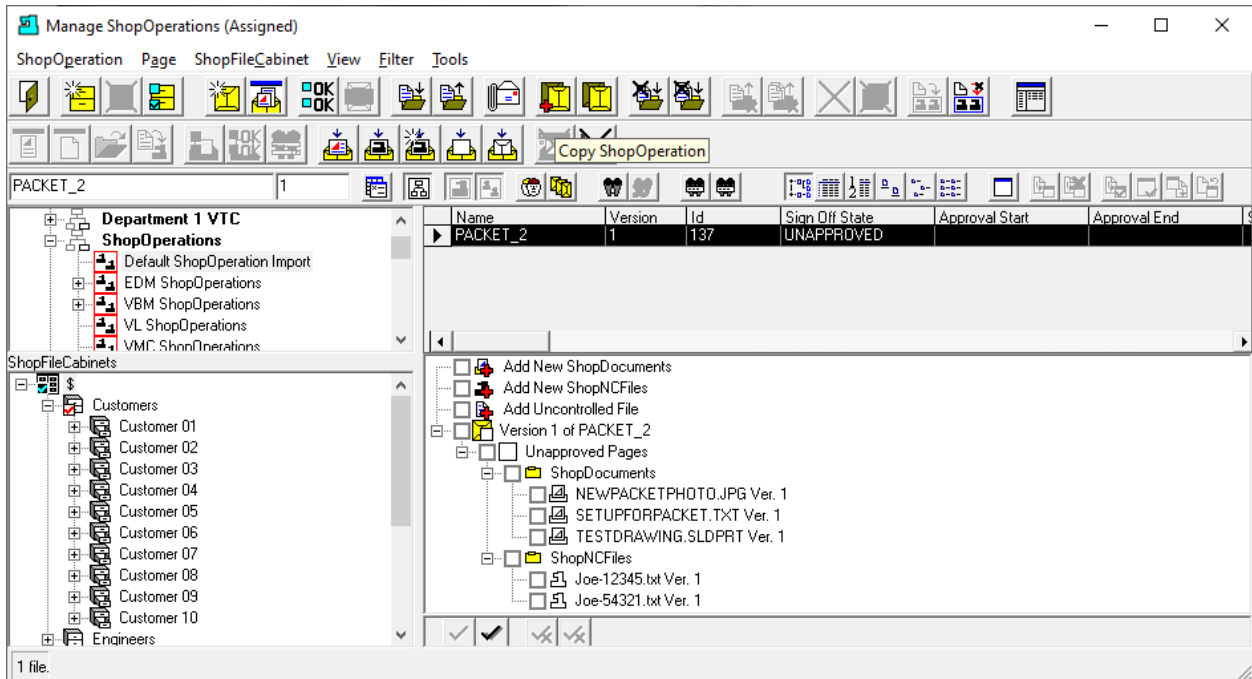 Manage ShopOperations (Assigned)
ShopOperation Page ShopFileCabinet View Filter Tools
OK
OK
OK
Copy ShopOperation
PACKET_2 1
Department 1 VTC
ShopOperations
Default ShopOperation Import
EDM ShopOperations
VBM ShopOperations
VL ShopOperations
VMC ShopOperations
Name Version Id Sign Off State Approval Start Approval End S
PACKET_2 1 137 UNAPPROVED
ShopFileCabinets
$
Customers
Customer 01
Customer 02
Customer 03
Customer 04
Customer 05
Customer 06
Customer 07
Customer 08
Customer 09
Customer 10
Engineers
Add New ShopDocuments
Add New ShopNCFiles
Add Uncontrolled File
Version 1 of PACKET_2
Unapproved Pages
ShopDocuments
NEWPACKETPHOTO.JPG Ver. 1
SETUPFORPACKET.TXT Ver. 1
TESTDRAWING.SLDPRT Ver. 1
ShopNCFiles
Joe-12345.txt Ver. 1
Joe-54321.txt Ver. 1
1 file.